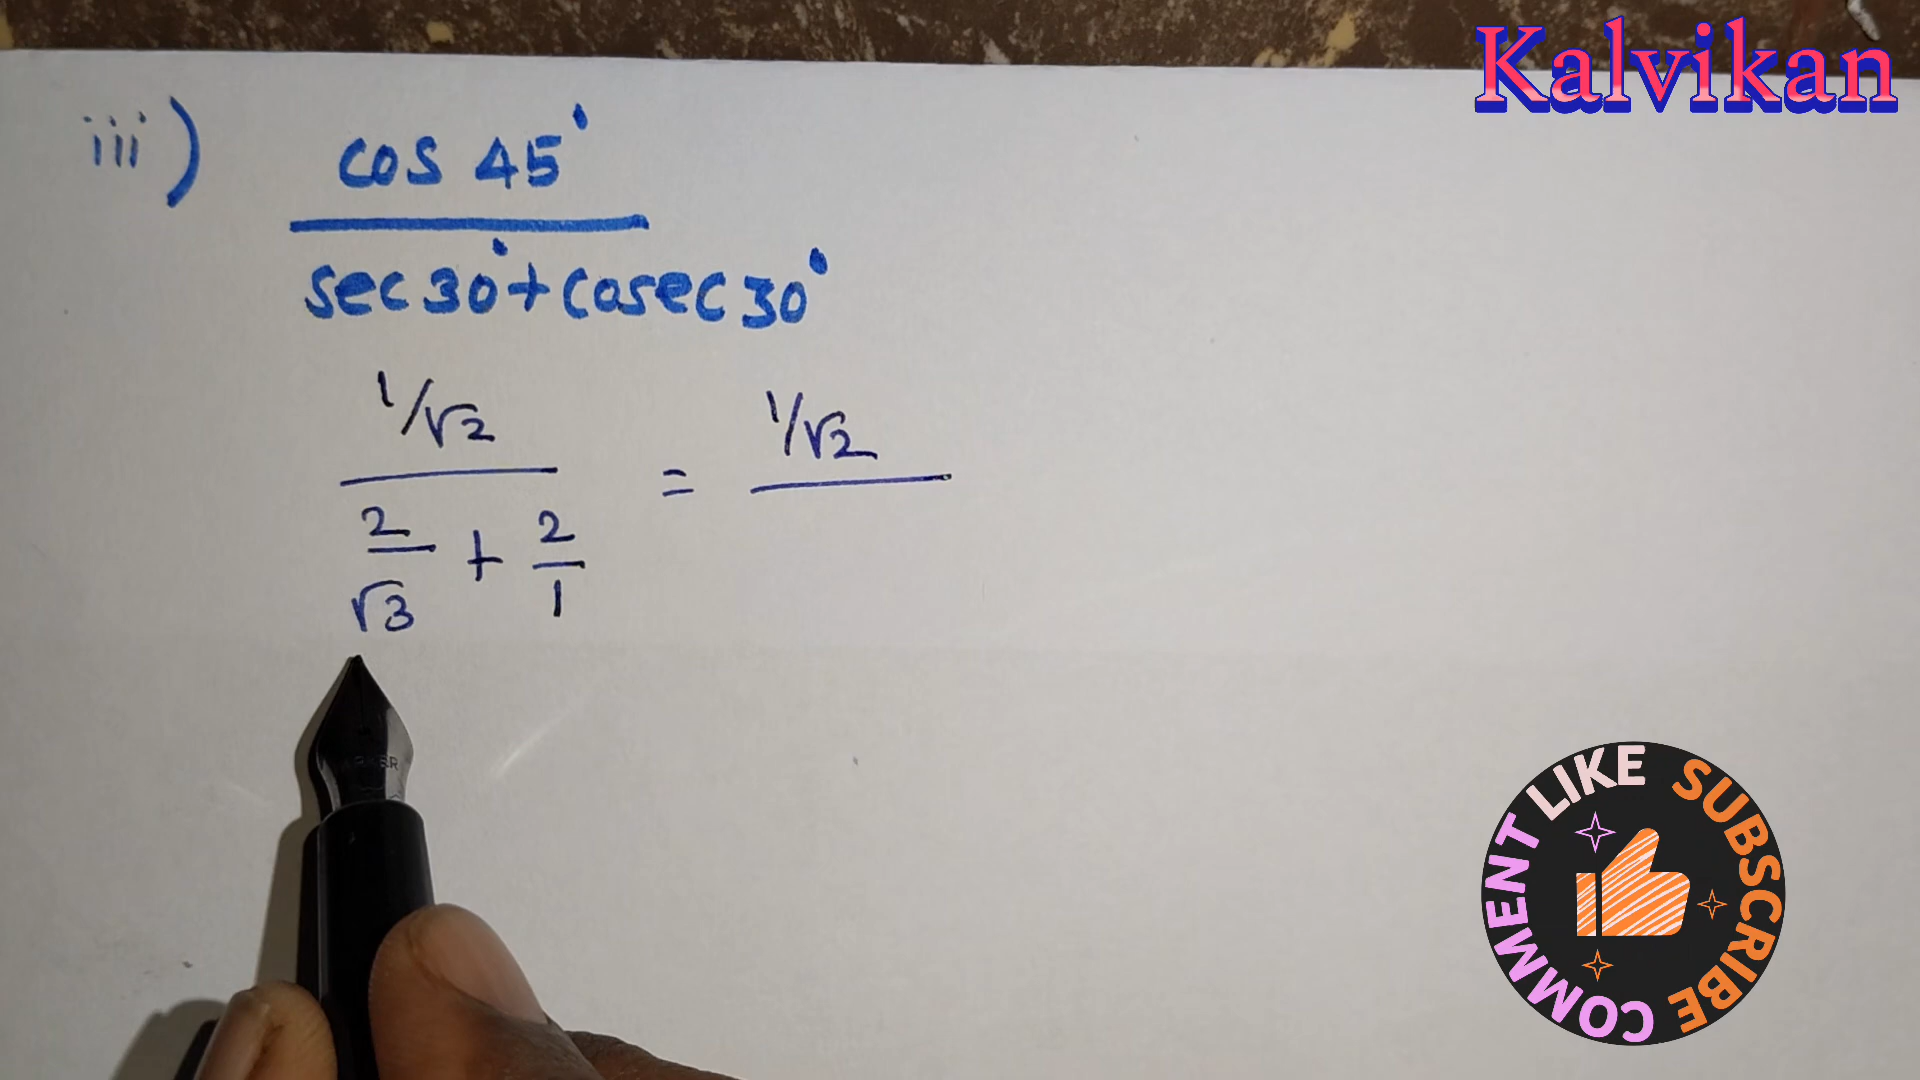 Kalvikan
iii) cos 45°
sec 30° + cosec 30°
1/√2 = 1/√2
2 + 2
√3 1
LIKE SUBSCRIBE COMMENT